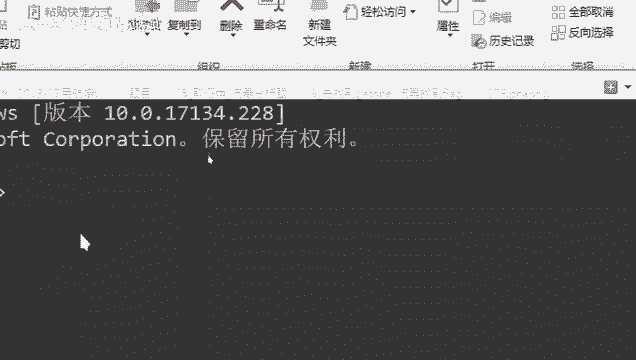 粘贴快捷方式 复制到 删除 重命名 新建 轻松访问 属性 编辑 全部取消
剪切 文件夹 历史记录 反向选择
组织 新建 打开 选择
ws [版本 10.0.17134.228]
oft Corporation。保留所有权利。
>